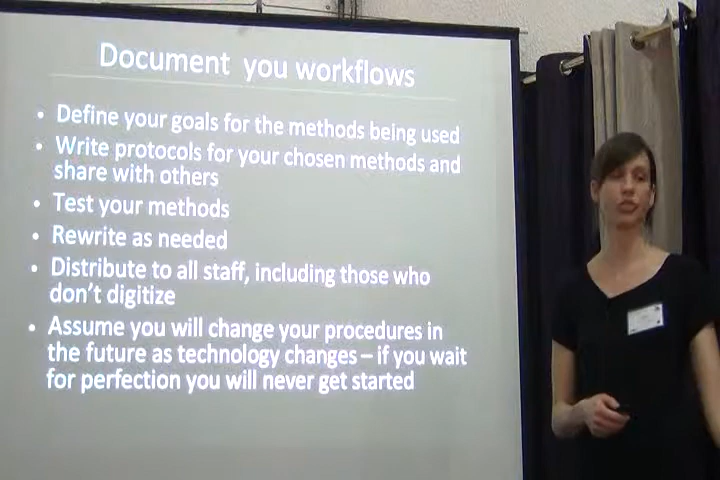 Document you workflows
• Define your goals for the methods being used
• Write protocols for your chosen methods and
share with others
• Test your methods
• Rewrite as needed
• Distribute to all staff, including those who
don't digitize
• Assume you will change your procedures in
the future as technology changes – if you wait
for perfection you will never get started